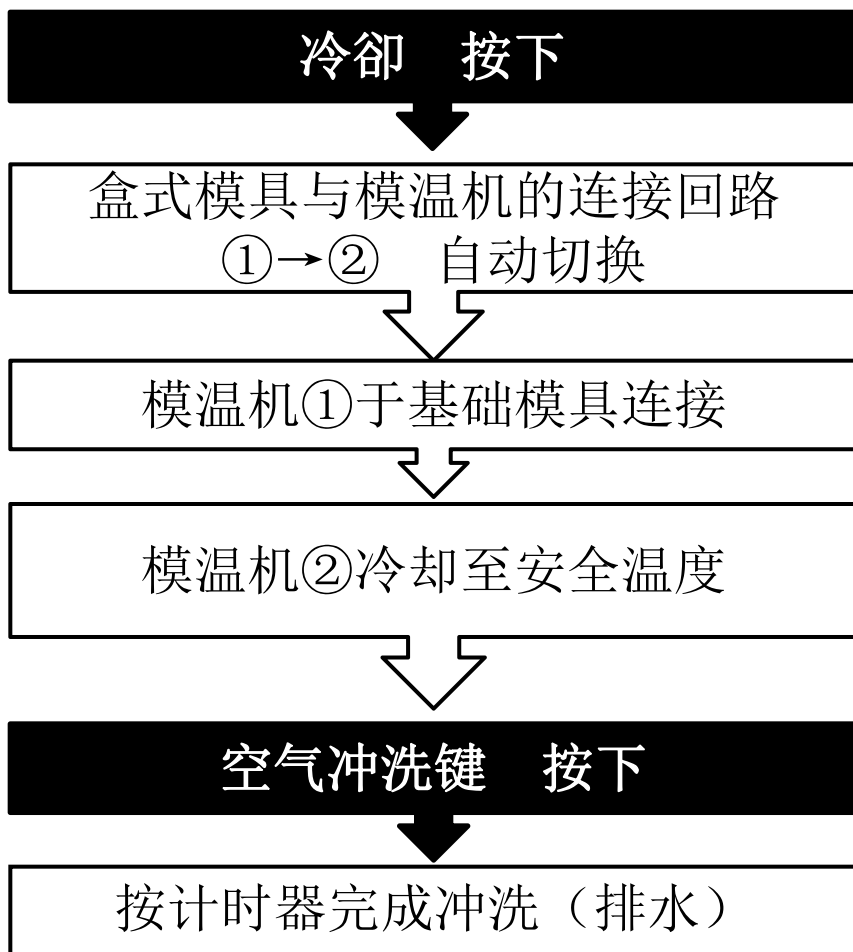 冷卻　按下
盒式模具与模温机的连接回路
①→②　自动切换
模温机①于基础模具连接
模温机②冷却至安全温度
空气冲洗键　按下
按计时器完成冲洗（排水）